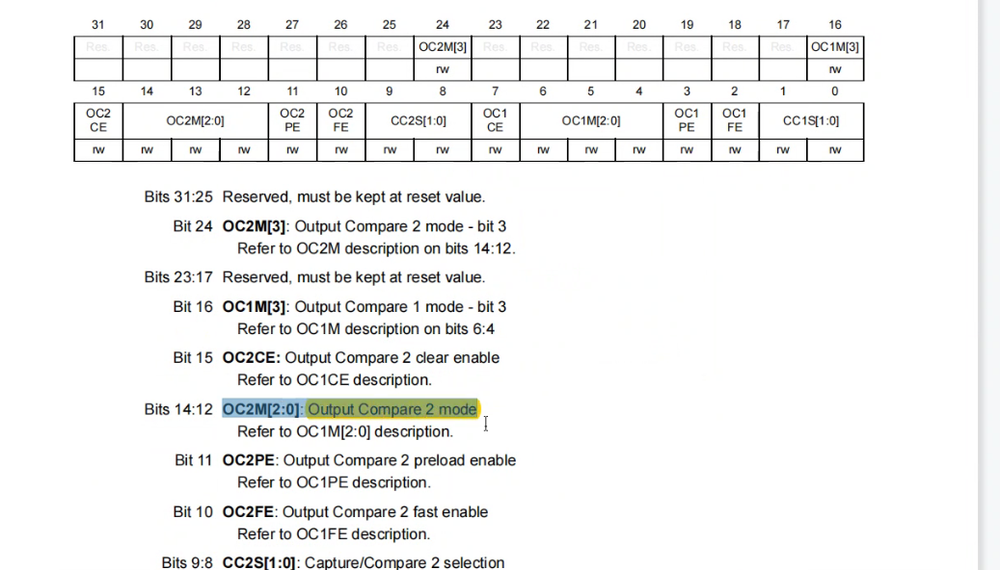 31 30 29 28 27 26 25 24 23 22 21 20 19 18 17 16
Res. Res. Res. Res. Res. Res. Res. OC2M[3] Res. Res. Res. Res. Res. Res. Res. OC1M[3]
rw rw
15 14 13 12 11 10 9 8 7 6 5 4 3 2 1 0
OC2 CE OC2M[2:0] OC2 PE OC2 FE CC2S[1:0] OC1 CE OC1M[2:0] OC1 PE OC1 FE CC1S[1:0]
rw rw rw rw rw rw rw rw rw rw rw rw rw rw rw rw
Bits 31:25 Reserved, must be kept at reset value.
Bit 24 OC2M[3]: Output Compare 2 mode - bit 3
Refer to OC2M description on bits 14:12.
Bits 23:17 Reserved, must be kept at reset value.
Bit 16 OC1M[3]: Output Compare 1 mode - bit 3
Refer to OC1M description on bits 6:4
Bit 15 OC2CE: Output Compare 2 clear enable
Refer to OC1CE description.
Bits 14:12 OC2M[2:0]: Output Compare 2 mode
Refer to OC1M[2:0] description.
Bit 11 OC2PE: Output Compare 2 preload enable
Refer to OC1PE description.
Bit 10 OC2FE: Output Compare 2 fast enable
Refer to OC1FE description.
Bits 9:8 CC2S[1:0]: Capture/Compare 2 selection